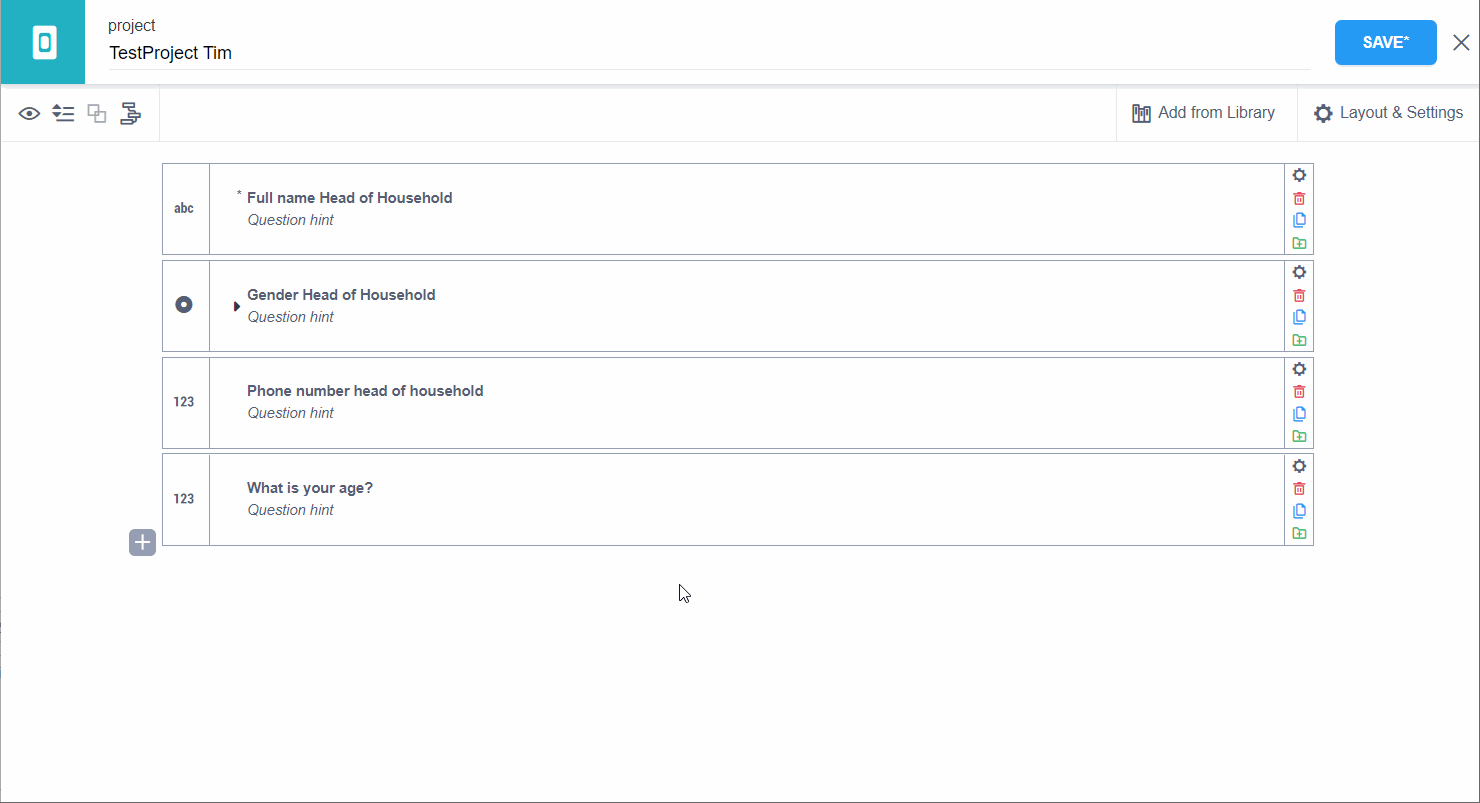 project
TestProject Tim
SAVE*
Add from Library
Layout & Settings
abc
* Full name Head of Household
Question hint
Gender Head of Household
Question hint
123
Phone number head of household
Question hint
123
What is your age?
Question hint